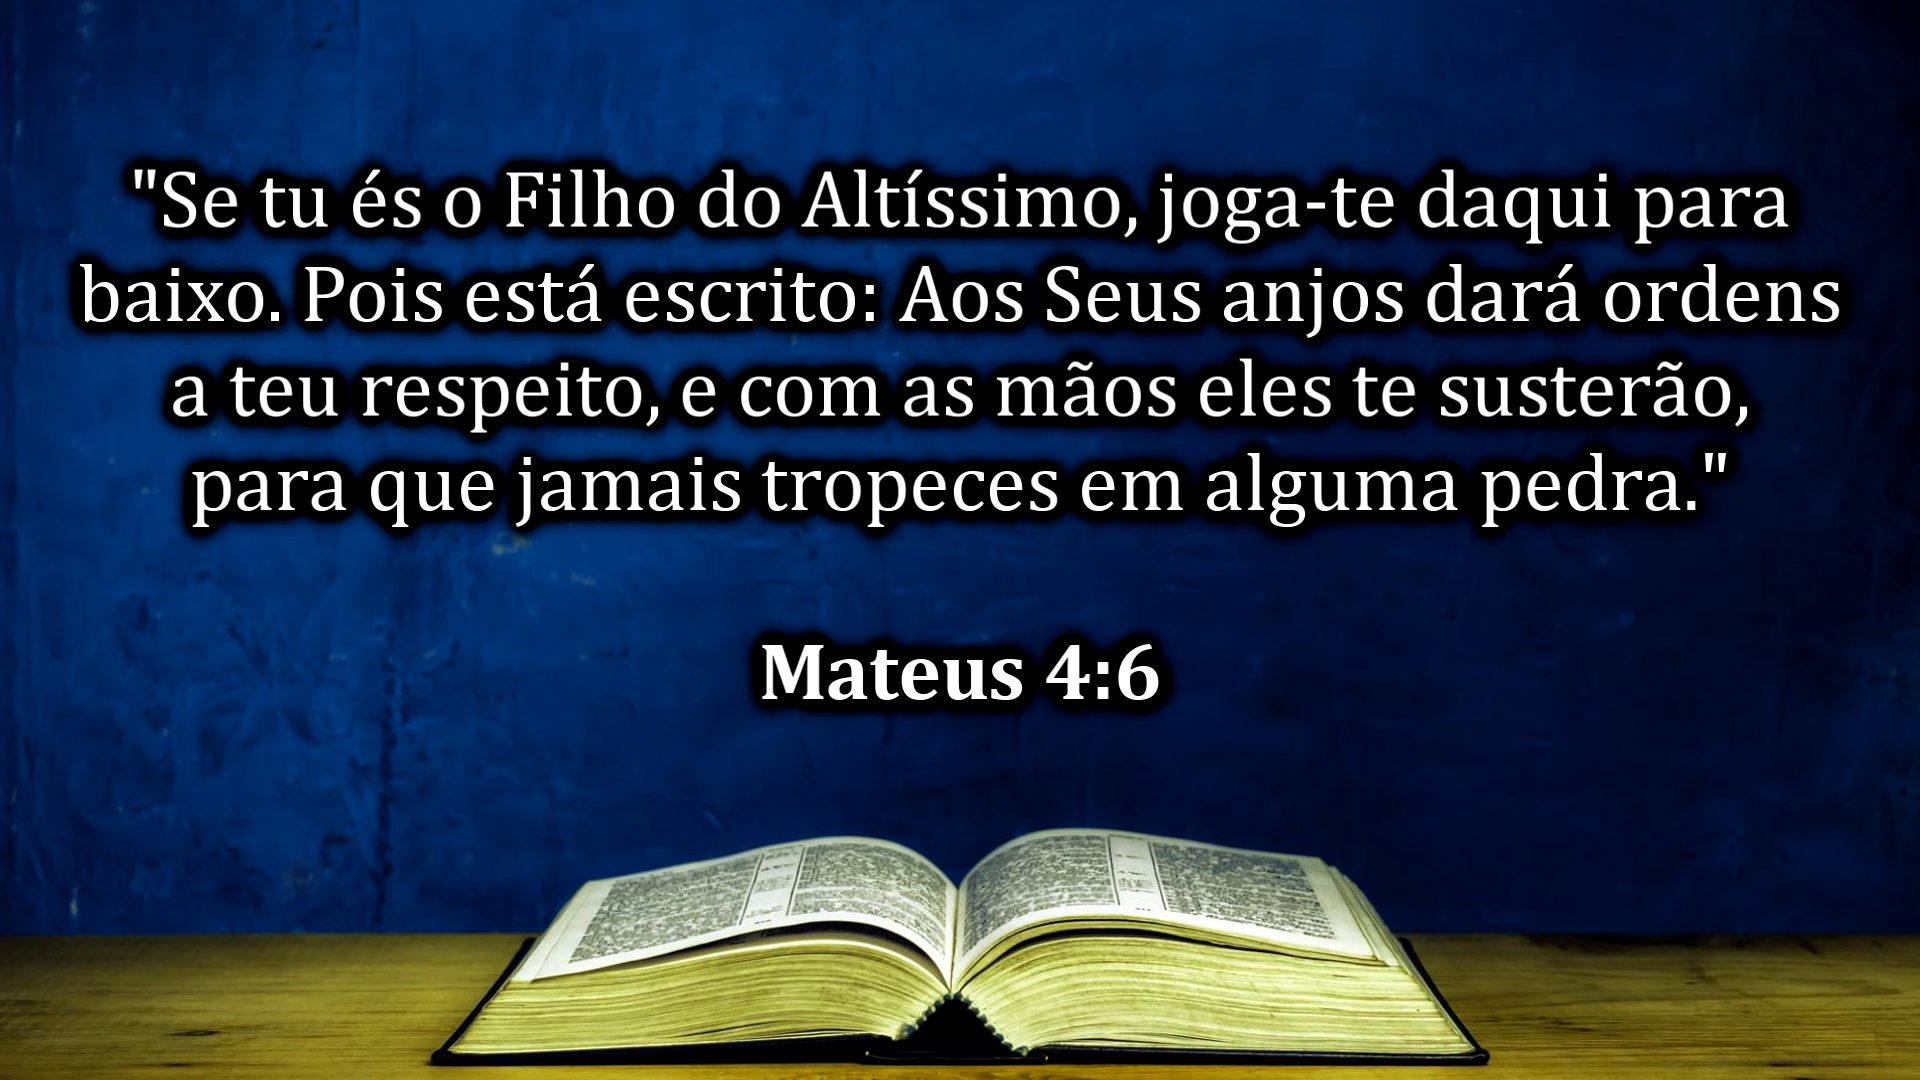 "Se tu és o Filho do Altíssimo, joga-te daqui para
baixo. Pois está escrito: Aos Seus anjos dará ordens
a teu respeito, e com as mãos eles te susterão,
para que jamais tropeces em alguma pedra."
Mateus 4:6